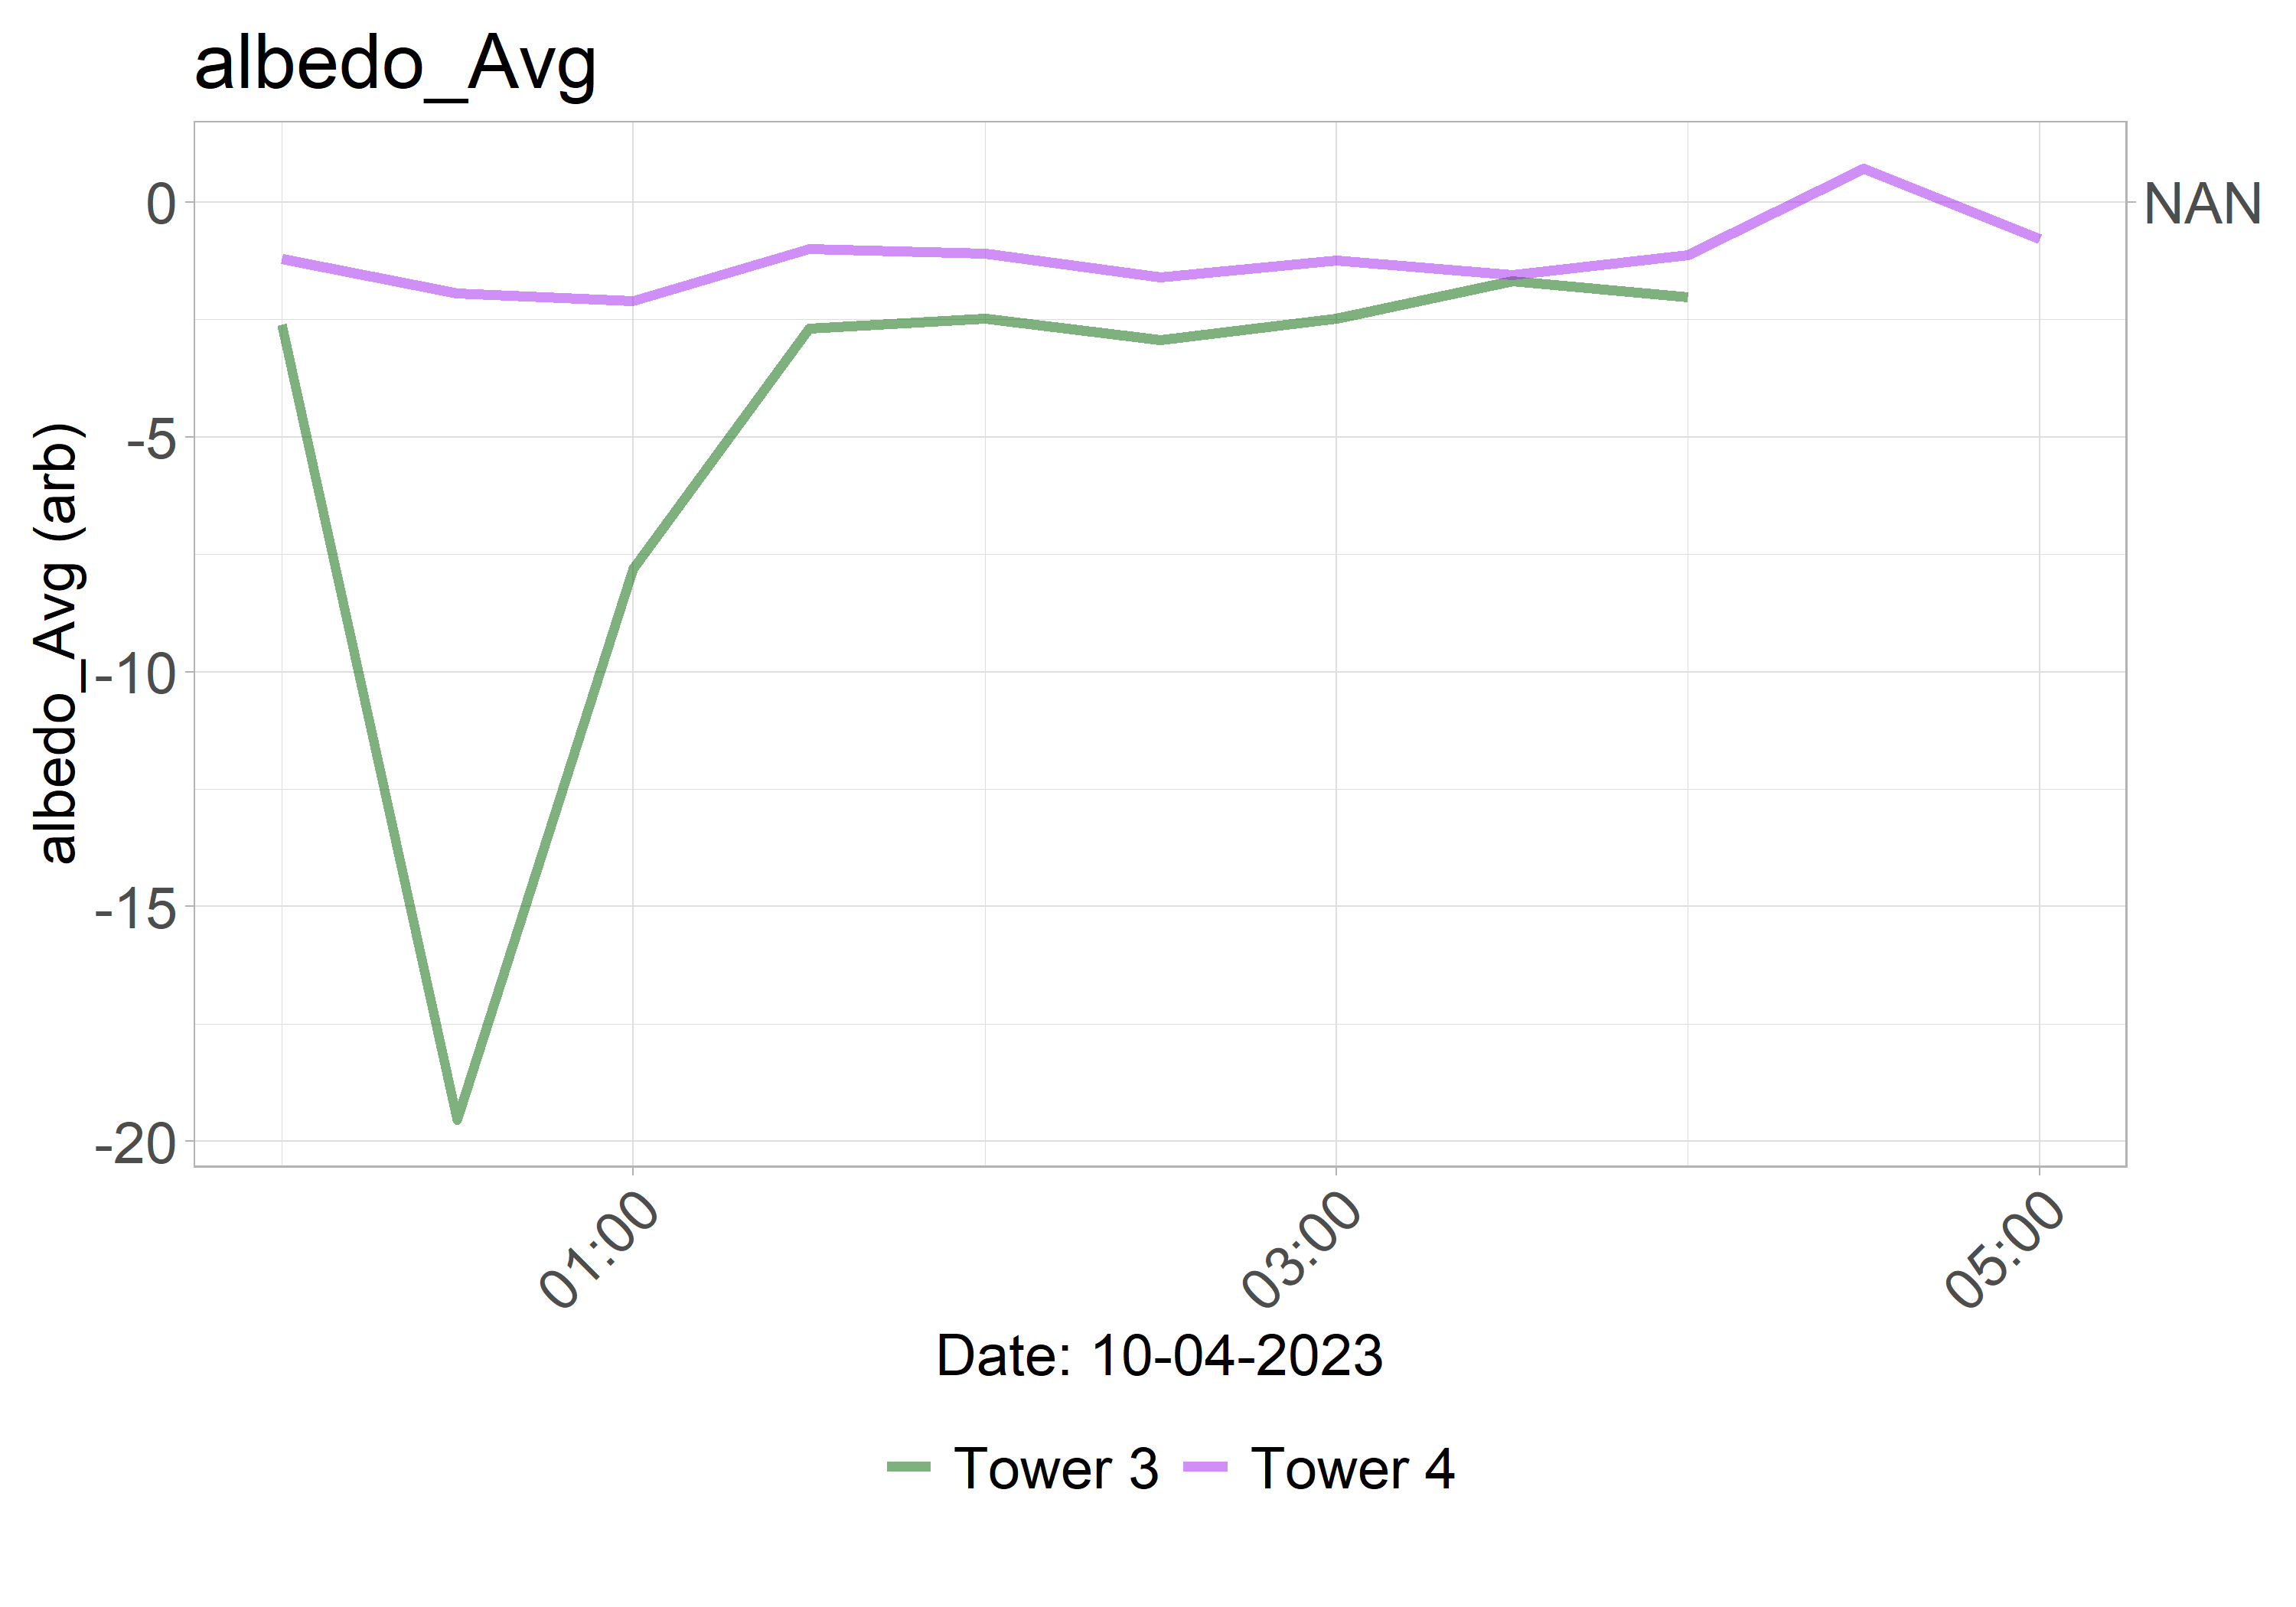 albedo_Avg
albedo_Avg (arb)
0
-5
-10
-15
-20
NAN
01:00
03:00
05:00
Date: 10-04-2023
Tower 3
Tower 4